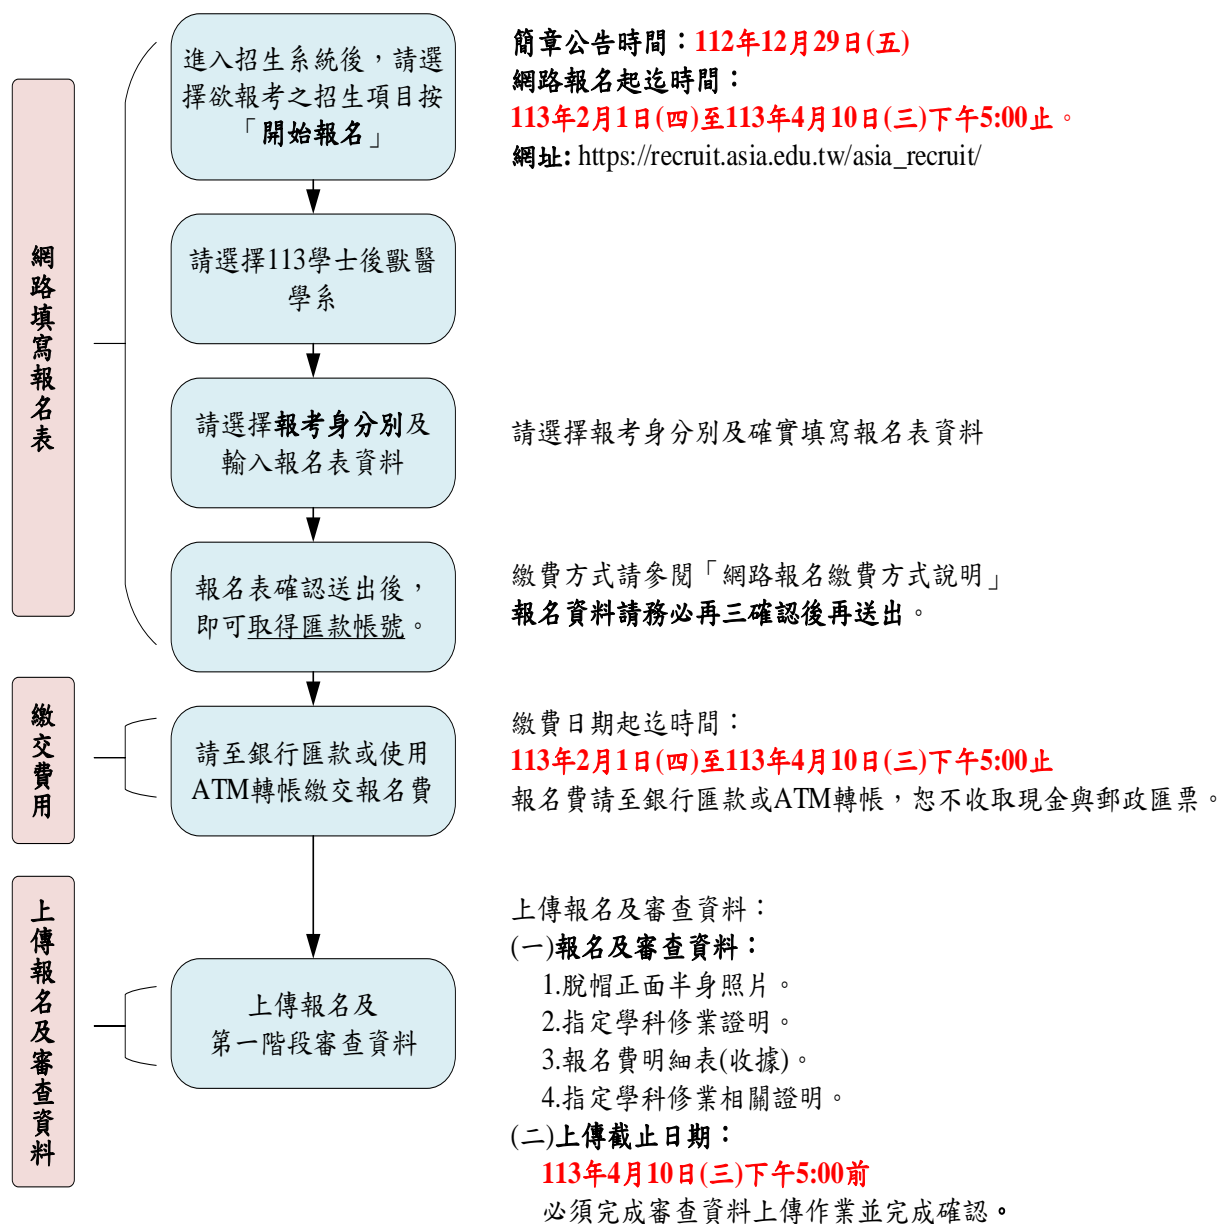 網路填寫報名表
進入招生系統後，請選
擇欲報考之招生項目按
「開始報名」
簡章公告時間：112年12月29日(五)
網路報名起迄時間：
113年2月1日(四)至113年4月10日(三)下午5:00止。
網址: https://recruit.asia.edu.tw/asia_recruit/
請選擇113學士後獸醫
學系
請選擇報考身分別及
輸入報名表資料
請選擇報考身分別及確實填寫報名表資料
報名表確認送出後，
即可取得匯款帳號。
繳費方式請參閱「網路報名繳費方式說明」
報名資料請務必再三確認後再送出。
繳交費用
請至銀行匯款或使用
ATM轉帳繳交報名費
繳費日期起迄時間：
113年2月1日(四)至113年4月10日(三)下午5:00止
報名費請至銀行匯款或ATM轉帳，恕不收取現金與郵政匯票。
上傳報名及審查資料
上傳報名及
第一階段審查資料
上傳報名及審查資料：
(一)報名及審查資料：
1.脫帽正面半身照片。
2.指定學科修業證明。
3.報名費明細表(收據)。
4.指定學科修業相關證明。
(二)上傳截止日期：
113年4月10日(三)下午5:00前
必須完成審查資料上傳作業並完成確認。